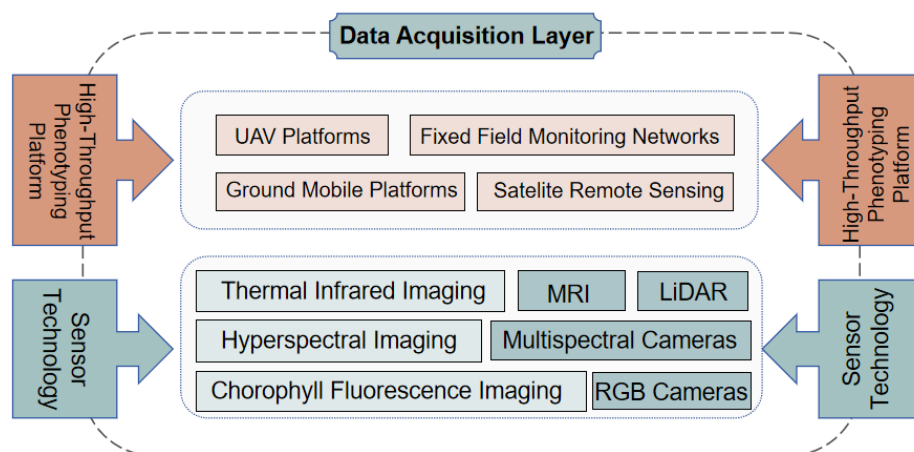 Data Acquisition Layer
High-Throughput
Phenotyping
Platform
UAV Platforms
Fixed Field Monitoring Networks
Ground Mobile Platforms
Satelite Remote Sensing
High-Throughput
Phenotyping
Platform
Sensor
Technology
Thermal Infrared Imaging
MRI
LiDAR
Hyperspectral Imaging
Multispectral Cameras
Chorophyll Fluorescence Imaging
RGB Cameras
Sensor
Technology